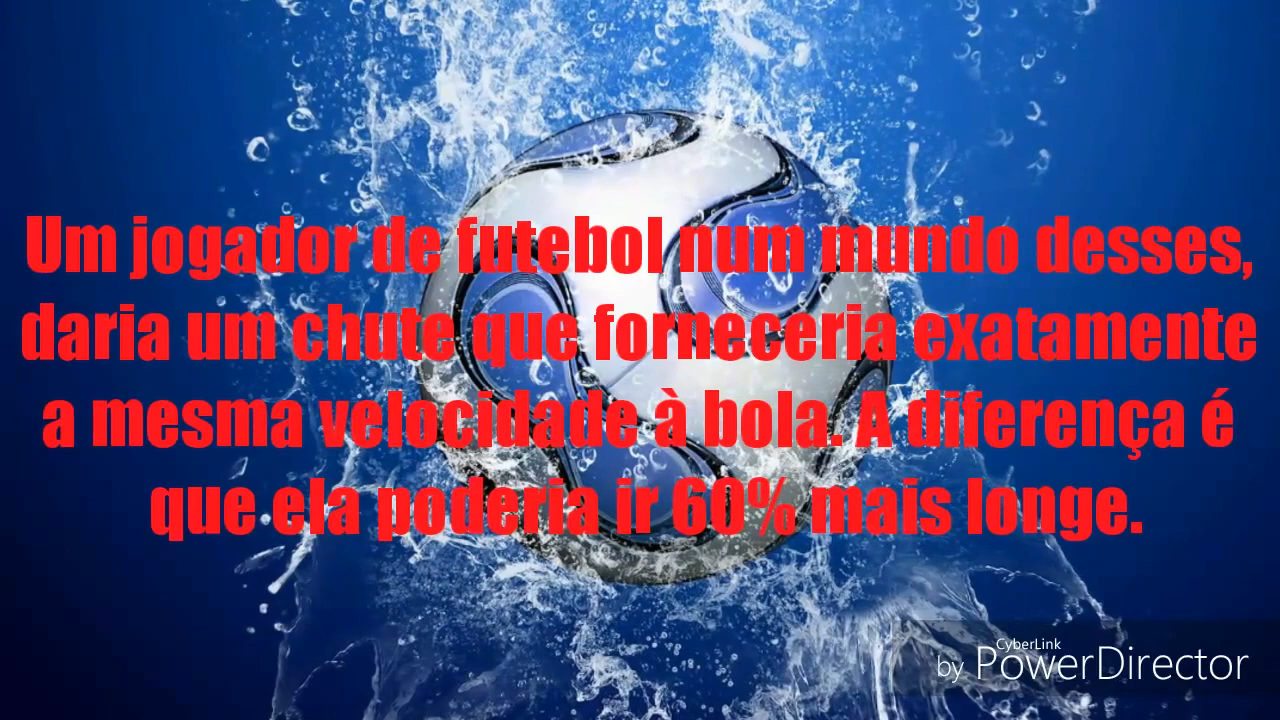 Um jogador de futebol num mundo desses,
daria um chute que forneceria exatamente
a mesma velocidade à bola. A diferença é
que ela poderia ir 60% mais longe.
CyberLink
by PowerDirector